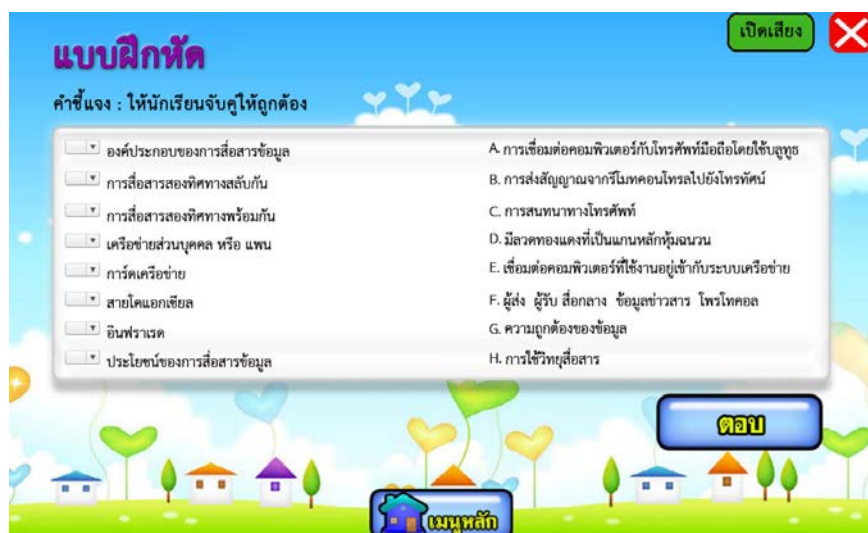 เปิดเสียง
แบบฝึกหัด
คำชี้แจง : ให้นักเรียนจับคู่ให้ถูกต้อง
องค์ประกอบของการสื่อสารข้อมูล
การสื่อสารสองทิศทางสลับกัน
การสื่อสารสองทิศทางพร้อมกัน
เครือข่ายส่วนบุคคล หรือ แพน
การ์ดเครือข่าย
สายโคแอกเชียล
อินฟราเรด
ประโยชน์ของการสื่อสารข้อมูล
A. การเชื่อมต่อคอมพิวเตอร์กับโทรศัพท์มือถือโดยใช้บลูทูธ
B. การส่งสัญญาณจากรีโมทคอนโทรลไปยังโทรทัศน์
C. การสนทนาทางโทรศัพท์
D. มีลวดทองแดงที่เป็นแกนหลักหุ้มฉนวน
E. เชื่อมต่อคอมพิวเตอร์ที่ใช้งานอยู่เข้ากับระบบเครือข่าย
F. ผู้ส่ง ผู้รับ สื่อกลาง ข้อมูลข่าวสาร โพรโทคอล
G. ความถูกต้องของข้อมูล
H. การใช้วิทยุสื่อสาร
ตอบ
เมนูหลัก